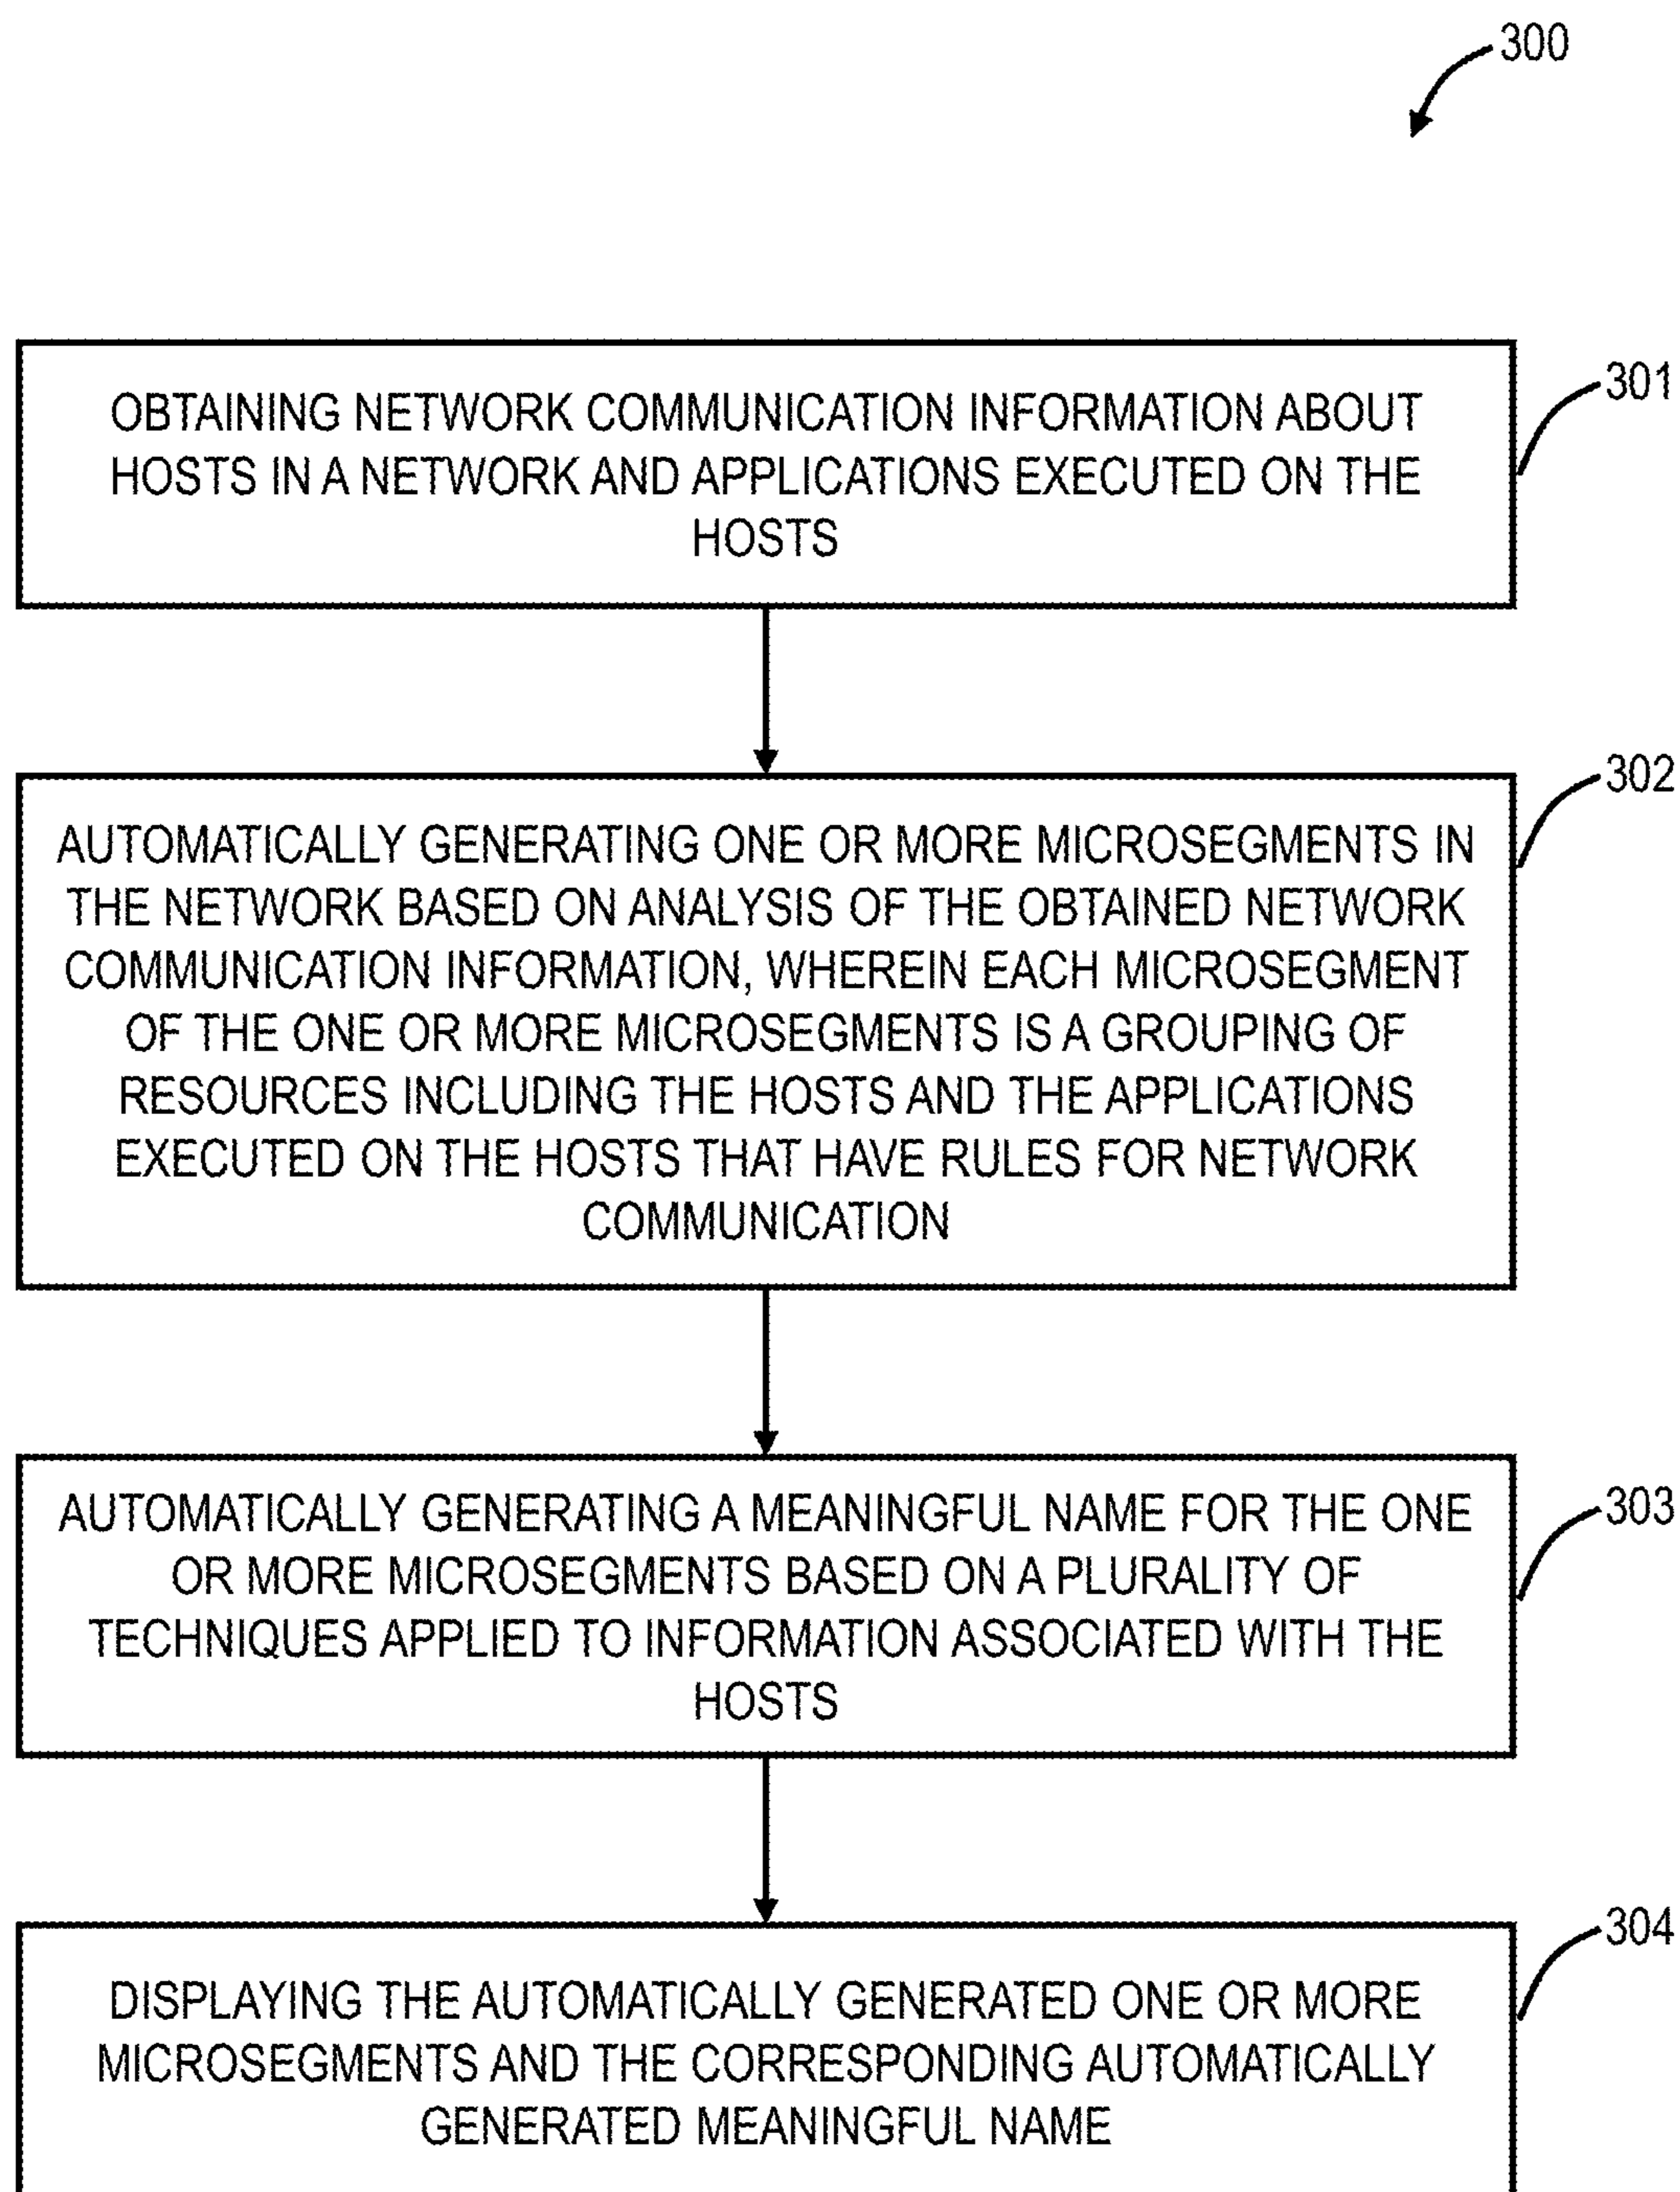 300
301
OBTAINING NETWORK COMMUNICATION INFORMATION ABOUT
HOSTS IN A NETWORK AND APPLICATIONS EXECUTED ON THE
HOSTS
302
AUTOMATICALLY GENERATING ONE OR MORE MICROSEGMENTS IN
THE NETWORK BASED ON ANALYSIS OF THE OBTAINED NETWORK
COMMUNICATION INFORMATION, WHEREIN EACH MICROSEGMENT
OF THE ONE OR MORE MICROSEGMENTS IS A GROUPING OF
RESOURCES INCLUDING THE HOSTS AND THE APPLICATIONS
EXECUTED ON THE HOSTS THAT HAVE RULES FOR NETWORK
COMMUNICATION
303
AUTOMATICALLY GENERATING A MEANINGFUL NAME FOR THE ONE
OR MORE MICROSEGMENTS BASED ON A PLURALITY OF
TECHNIQUES APPLIED TO INFORMATION ASSOCIATED WITH THE
HOSTS
304
DISPLAYING THE AUTOMATICALLY GENERATED ONE OR MORE
MICROSEGMENTS AND THE CORRESPONDING AUTOMATICALLY
GENERATED MEANINGFUL NAME